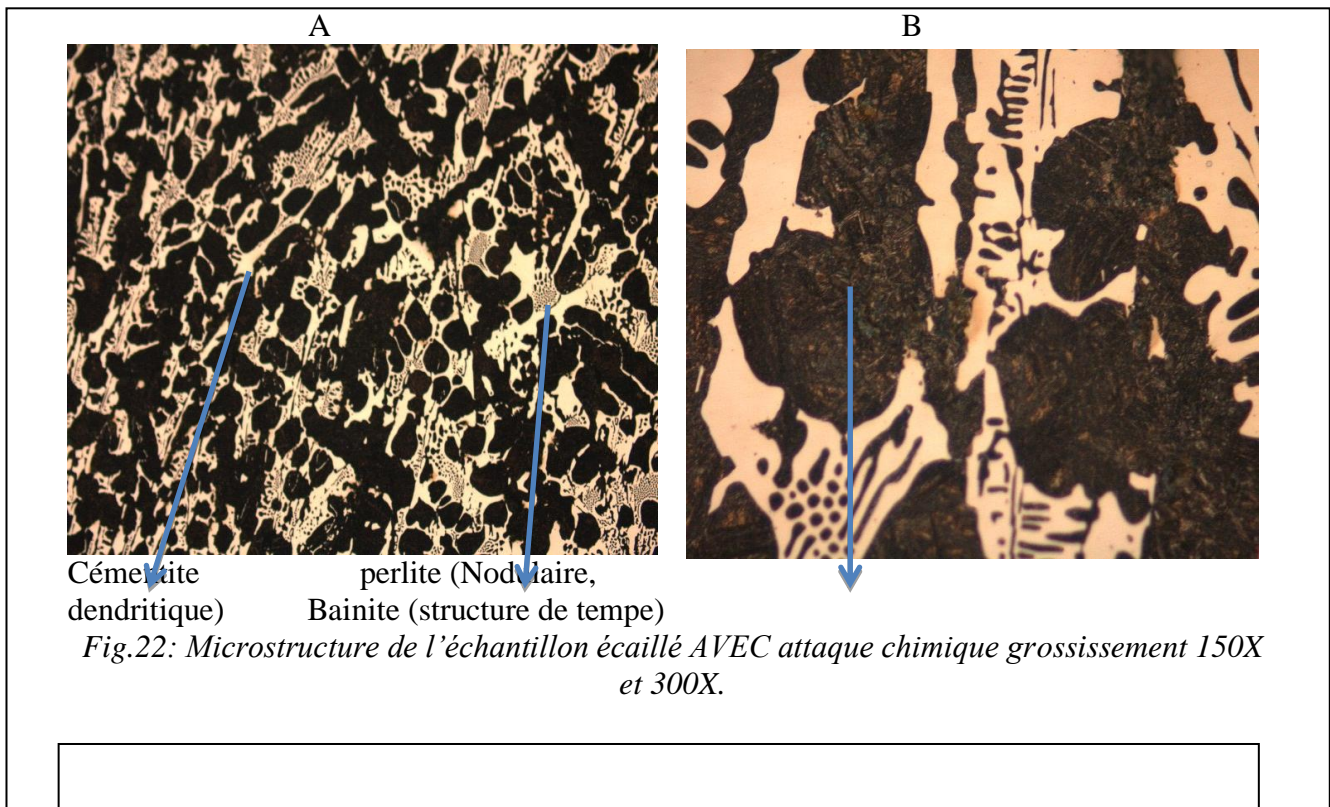 A B
Cémentite perlite (Nodulaire,
dendritique) Bainite (structure de tempe)
Fig.22: Microstructure de l’échantillon écaillé AVEC attaque chimique grossissement 150X
et 300X.